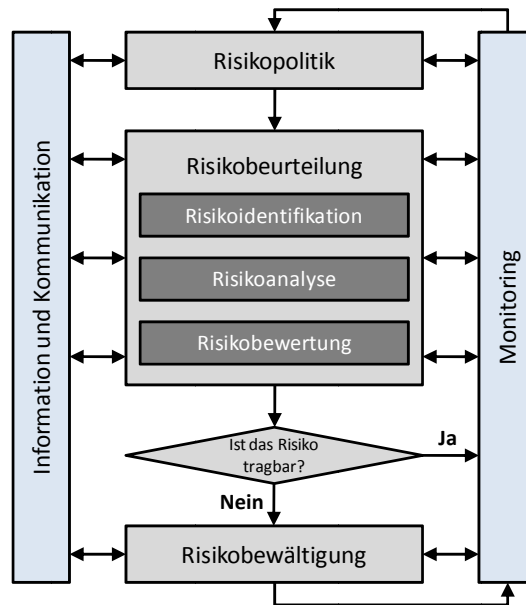 Risikopolitik
Information und Kommunikation
Risikobeurteilung
Risikoidentifikation
Risikoanalyse
Risikobewertung
Monitoring
Ist das Risiko
tragbar?
Ja
Nein
Risikobewältigung